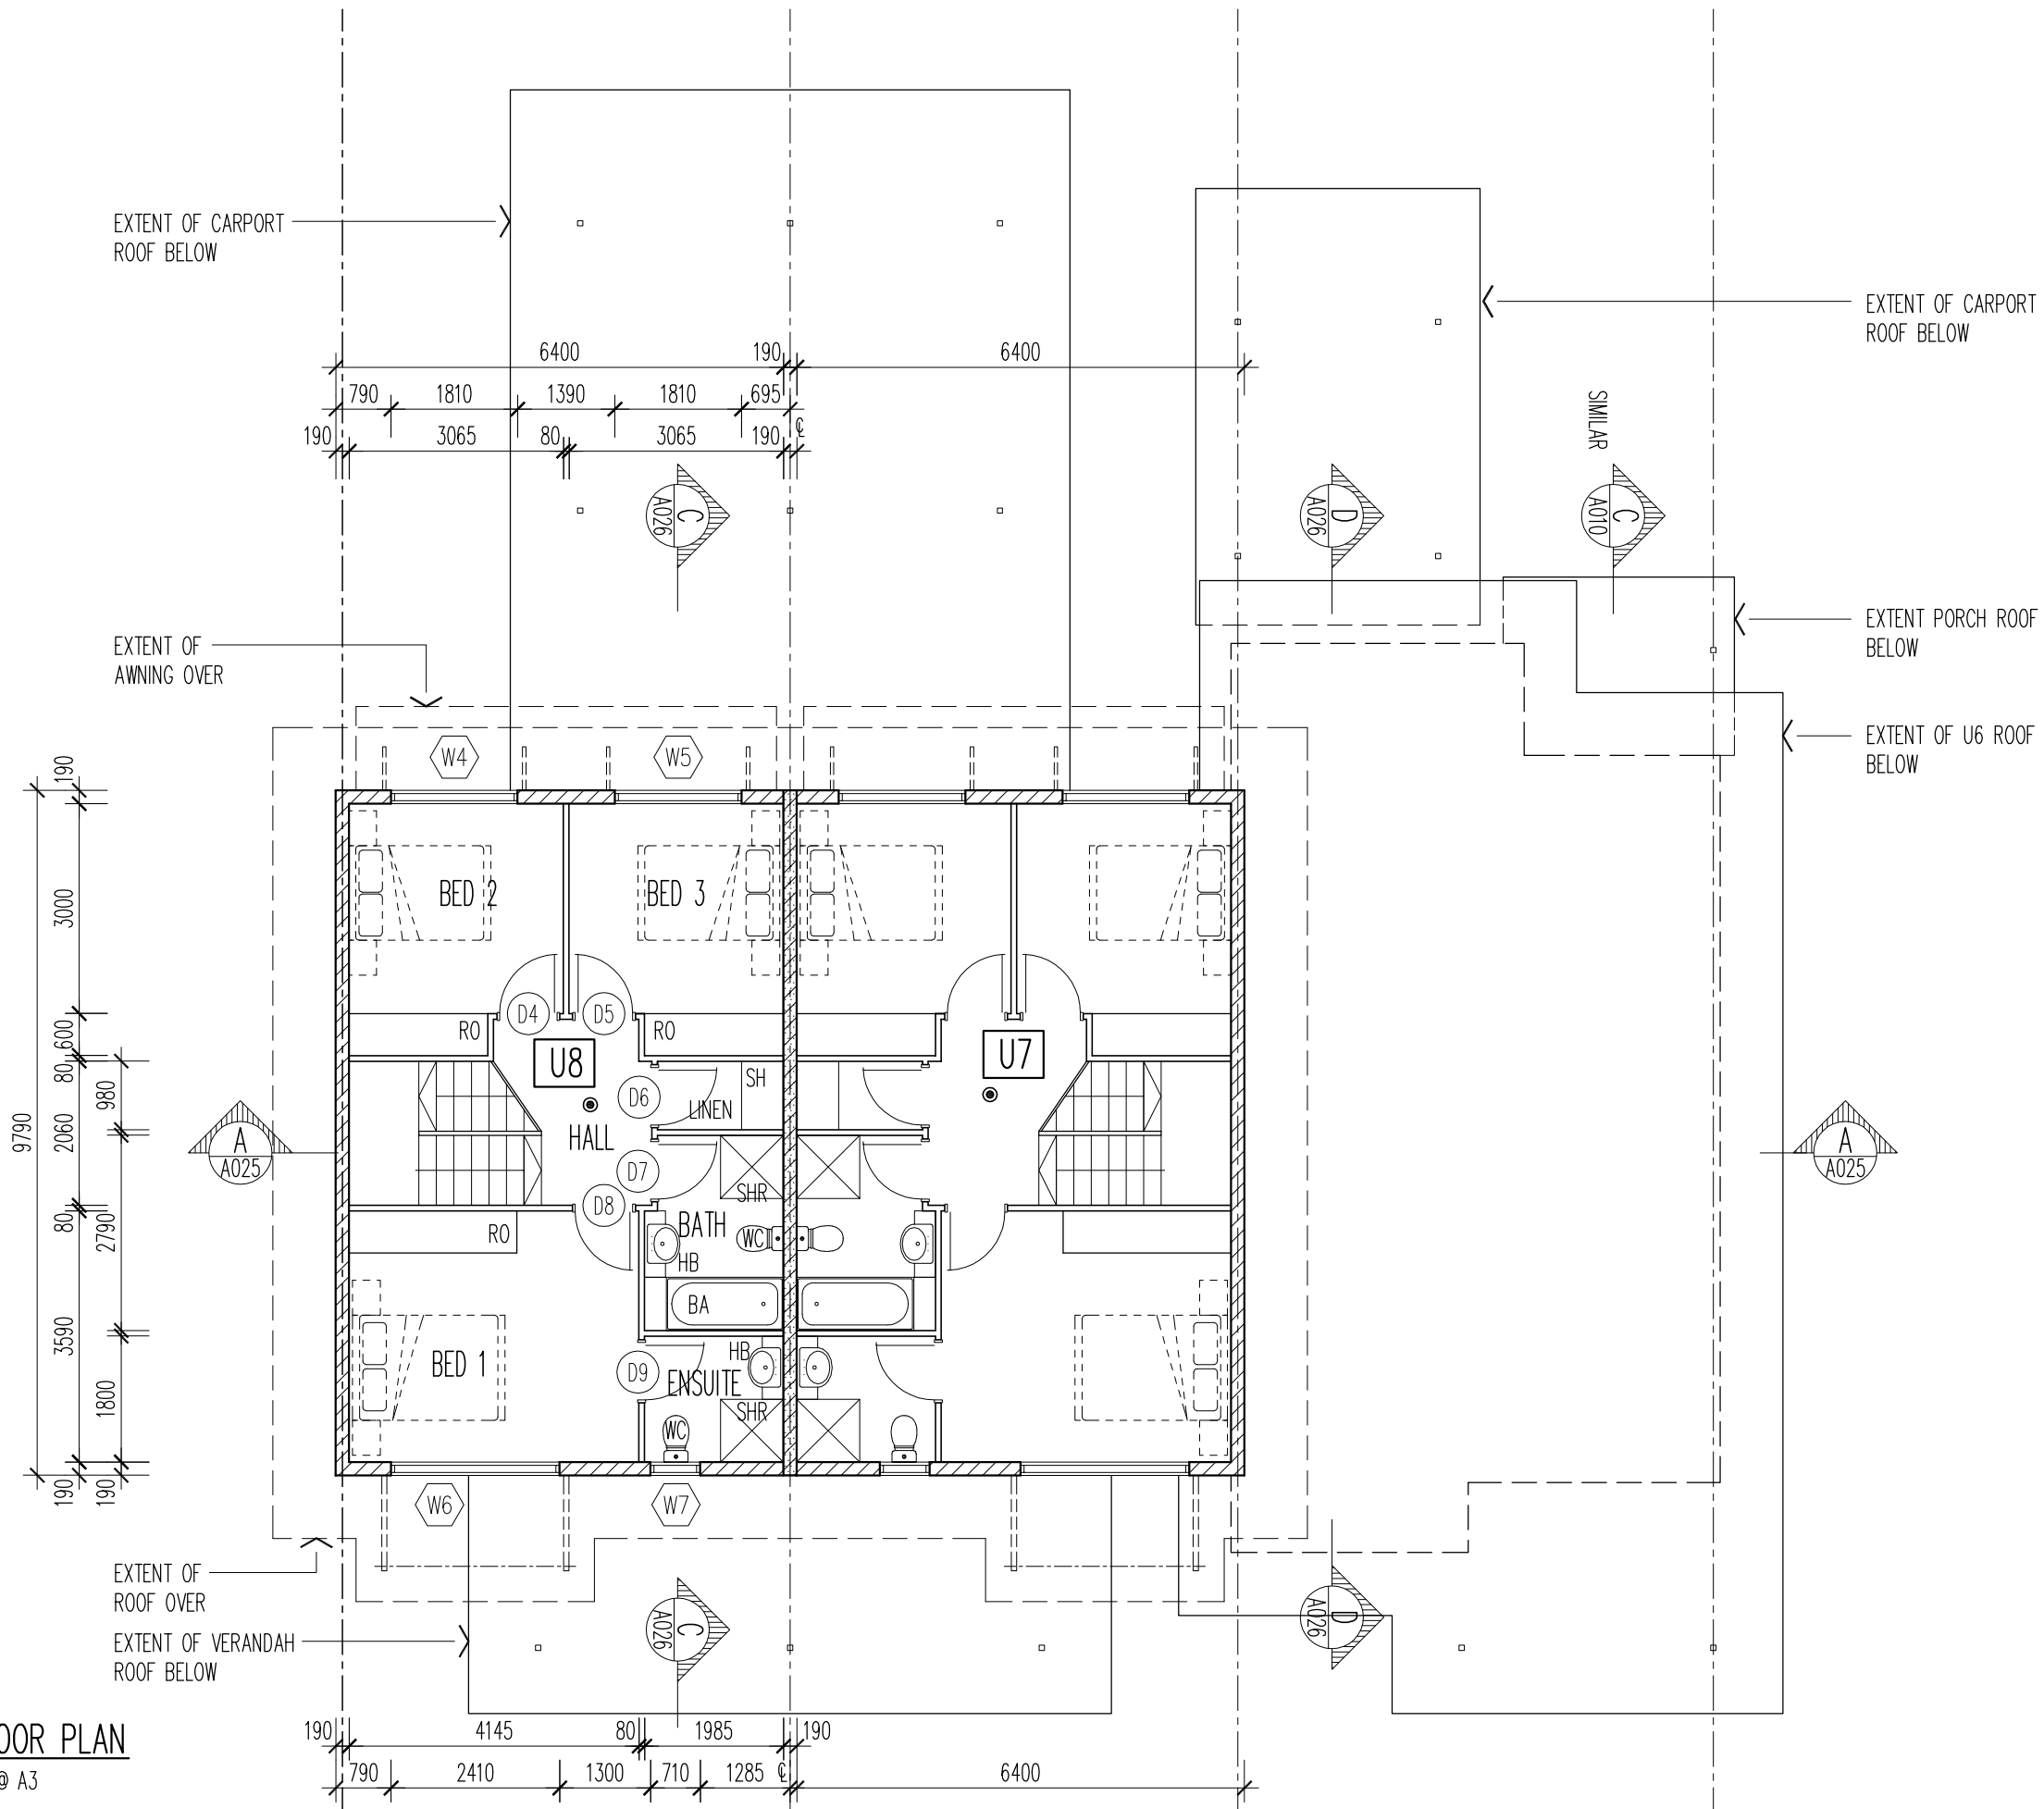 EXTENT OF CARPORT
ROOF BELOW
EXTENT OF CARPORT
ROOF BELOW
6400 190 6400
790 1810 1390 1810 695
190 3065 80 3065 190 ℄
SIMILAR
C
A026
D
A026
C
A010
EXTENT PORCH ROOF
BELOW
EXTENT OF
AWNING OVER
EXTENT OF U6 ROOF
BELOW
W4 W5
190
3000
600
80
2060
80
3590
190
980
2790
1800
190
9790
BED 2 BED 3
D4 D5
RO RO
U8 U7
SH
D6
LINEN
HALL
A
A025
A
A025
D7
SHR
D8
BATH
WC
RO
HB
BA
BED 1
HB
D9
ENSUITE
SHR
WC
W6 W7
EXTENT OF
ROOF OVER
EXTENT OF VERANDAH
ROOF BELOW
C
A026
D
A026
190 4145 80 1985 190
790 2410 1300 710 1285 ℄ 6400
OOR PLAN
@ A3